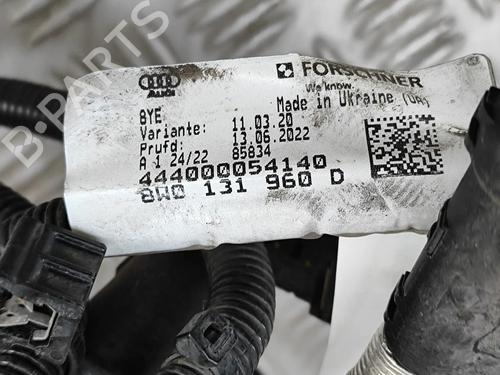 B-PARTS
Audi
FORSCHNER
We know.
8YE
Made in Ukraine (UA)
Variante: 11.03.20
Prufd: 13.06.2022
A 1 24/22 85834
444000054140
8W0 131 960 D